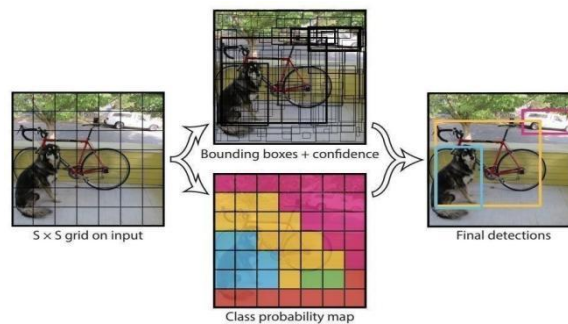 Bounding boxes + confidence
S × S grid on input
Final detections
Class probability map